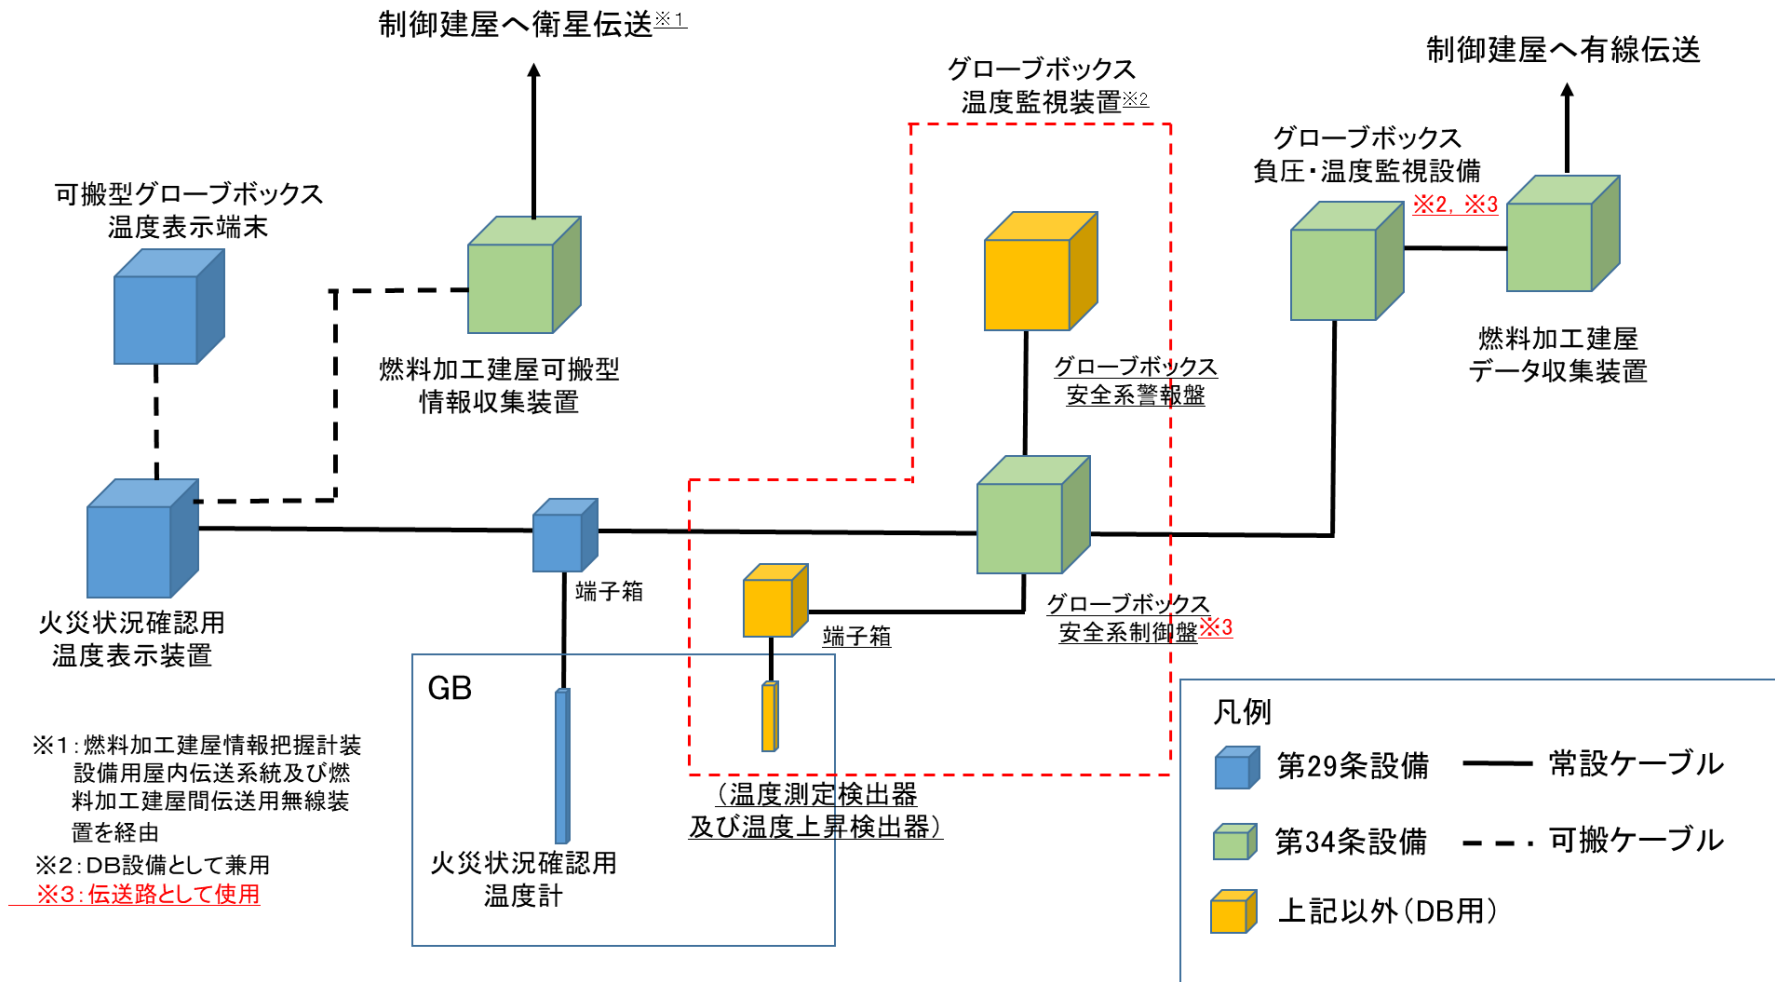 制御建屋へ衛星伝送※1
グローブボックス
温度監視装置※2
制御建屋へ有線伝送
グローブボックス
負圧・温度監視設備
※2, ※3
可搬型グローブボックス
温度表示端末
燃料加工建屋可搬型
情報収集装置
グローブボックス
安全系警報盤
燃料加工建屋
データ収集装置
火災状況確認用
温度表示装置
端子箱
端子箱
グローブボックス
安全系制御盤※3
GB
(温度測定検出器
及び温度上昇検出器)
火災状況確認用
温度計
※1:燃料加工建屋情報把握計装
設備用屋内伝送系統及び燃
料加工建屋間伝送用無線装
置を経由
※2:DB設備として兼用
※3:伝送路として使用
凡例
第29条設備
常設ケーブル
第34条設備
可搬ケーブル
上記以外(DB用)